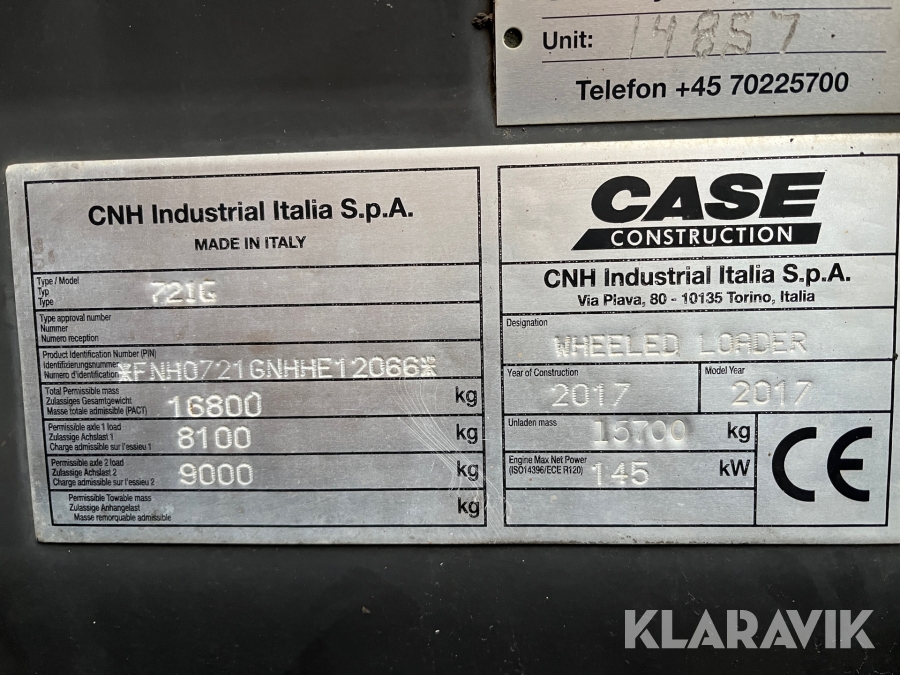 Unit: 14857
Telefon +45 70225700
CNH Industrial Italia S.p.A.
MADE IN ITALY
Type / Model
Typ
Type
721G
Type approval number
Nummer
Numero reception
Product Identification Number (PIN)
Identifizierungsnummer
Numero d'identification
*FNH0721GNHHE12066*
Total Permissible mass
Zulassiges Gesamtgewicht
Masse totale admissible (PACT)
16800 kg
Permissible axle 1 load
Zulassige Achslast 1
Charge admissible sur l'essieu 1
8100 kg
Permissible axle 2 load
Zulassige Achslast 2
Charge admissible sur l'essieu 2
9000 kg
Permissible Towable mass
Zulassige Anhangelast
Masse remorquable admissible
kg
CASE
CONSTRUCTION
CNH Industrial Italia S.p.A.
Via Piava, 80 - 10135 Torino, Italia
Designation
WHEELED LOADER
Year of Construction
2017
Model Year
2017
Unladen mass
15700 kg
Engine Max Net Power
(ISO14396/ECE R120)
145 kW
CE
KLARAVIK